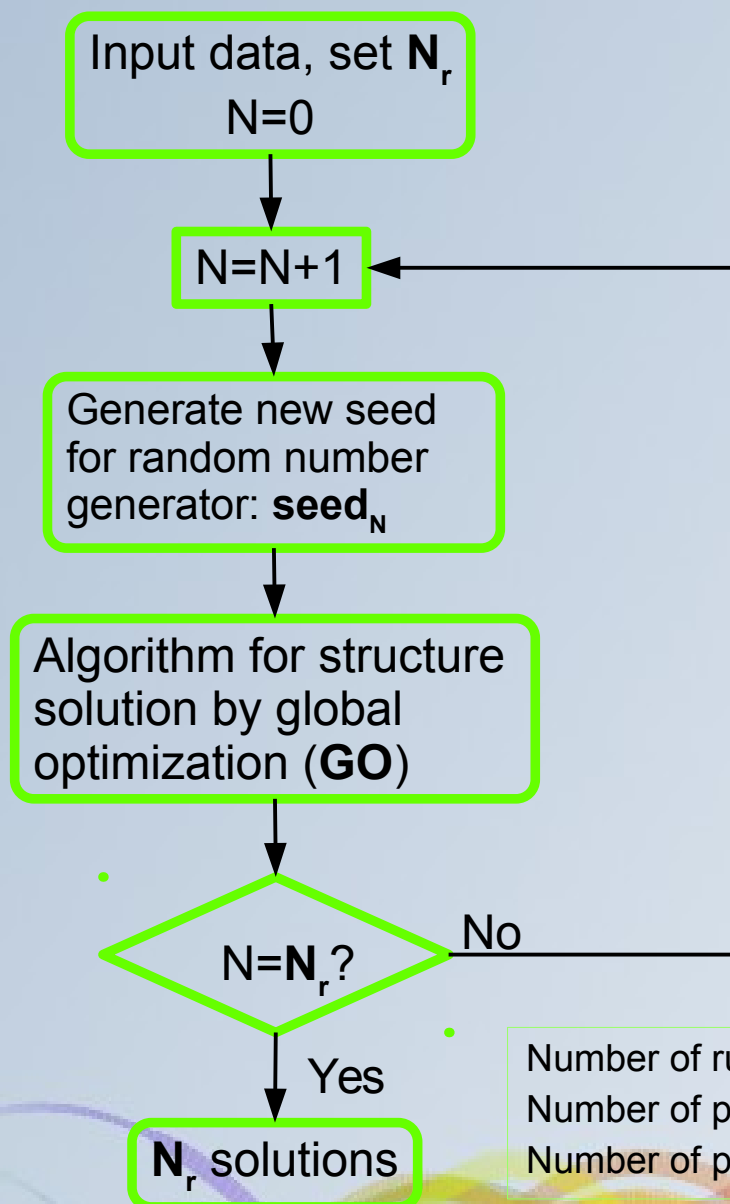 Input data, set Nᵣ
N=0
N=N+1
Generate new seed
for random number
generator: seed_N
Algorithm for structure
solution by global
optimization (GO)
N=Nᵣ?
No
Yes
Nᵣ solutions
Number of
Number of
Number of